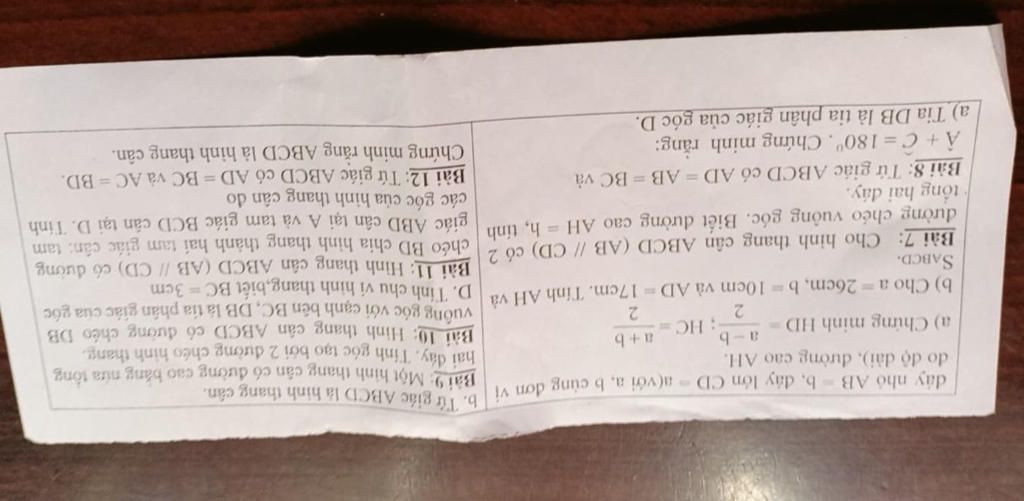 đáy nhỏ AB = b, đáy lớn CD = a(với a, b cùng đơn vị
đo độ dài), đường cao AH.
a) Chứng minh HD = \frac{a-b}{2}; HC = \frac{a+b}{2}
b) Cho a = 26cm, b = 10cm và AD = 17cm. Tính AH và
S_{ABCD}.
Bài 7: Cho hình thang cân ABCD (AB // CD) có 2
đường chéo vuông góc. Biết đường cao AH = h, tính
tổng hai đáy.
Bài 8: Tứ giác ABCD có AD = AB = BC và
Â + Ĉ = 180⁰. Chứng minh rằng:
a) Tia DB là tia phân giác của góc D.
b. Tứ giác ABCD là hình thang cân.
Bài 9: Một hình thang cân có đường cao bằng nửa tổng
hai đáy. Tính góc tạo bởi 2 đường chéo hình thang.
Bài 10: Hình thang cân ABCD có đường chéo DB
vuông góc với cạnh bên BC, DB là tia phân giác của góc
D. Tính chu vi hình thang,biết BC = 3cm
Bài 11: Hình thang cân ABCD (AB // CD) có đường
chéo BD chia hình thang thành hai tam giác cân: tam
giác ABD cân tại A và tam giác BCD cân tại D. Tính
các góc của hình thang cân đo
Bài 12: Tứ giác ABCD có AD = BC và AC = BD.
Chứng minh rằng ABCD là hình thang cân.